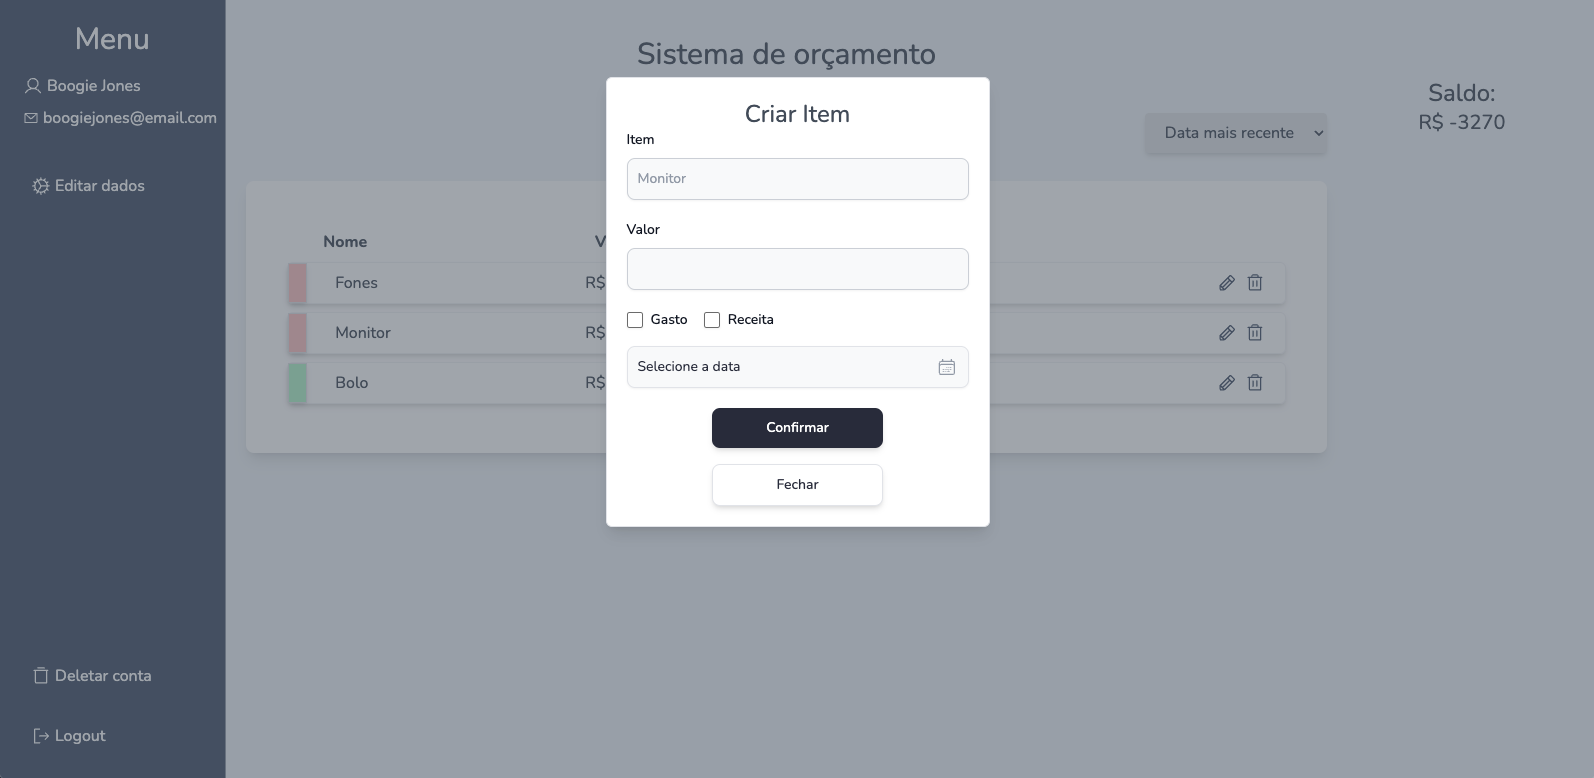 Menu
Boogie Jones
boogiejones@email.com
Editar dados
Deletar conta
Logout
Sistema de orçamento
Saldo:
R$ -3270
Data mais recente
Nome
Fones R$
Monitor R$
Bolo R$
Criar Item
Item
Monitor
Valor
Gasto Receita
Selecione a data
Confirmar
Fechar